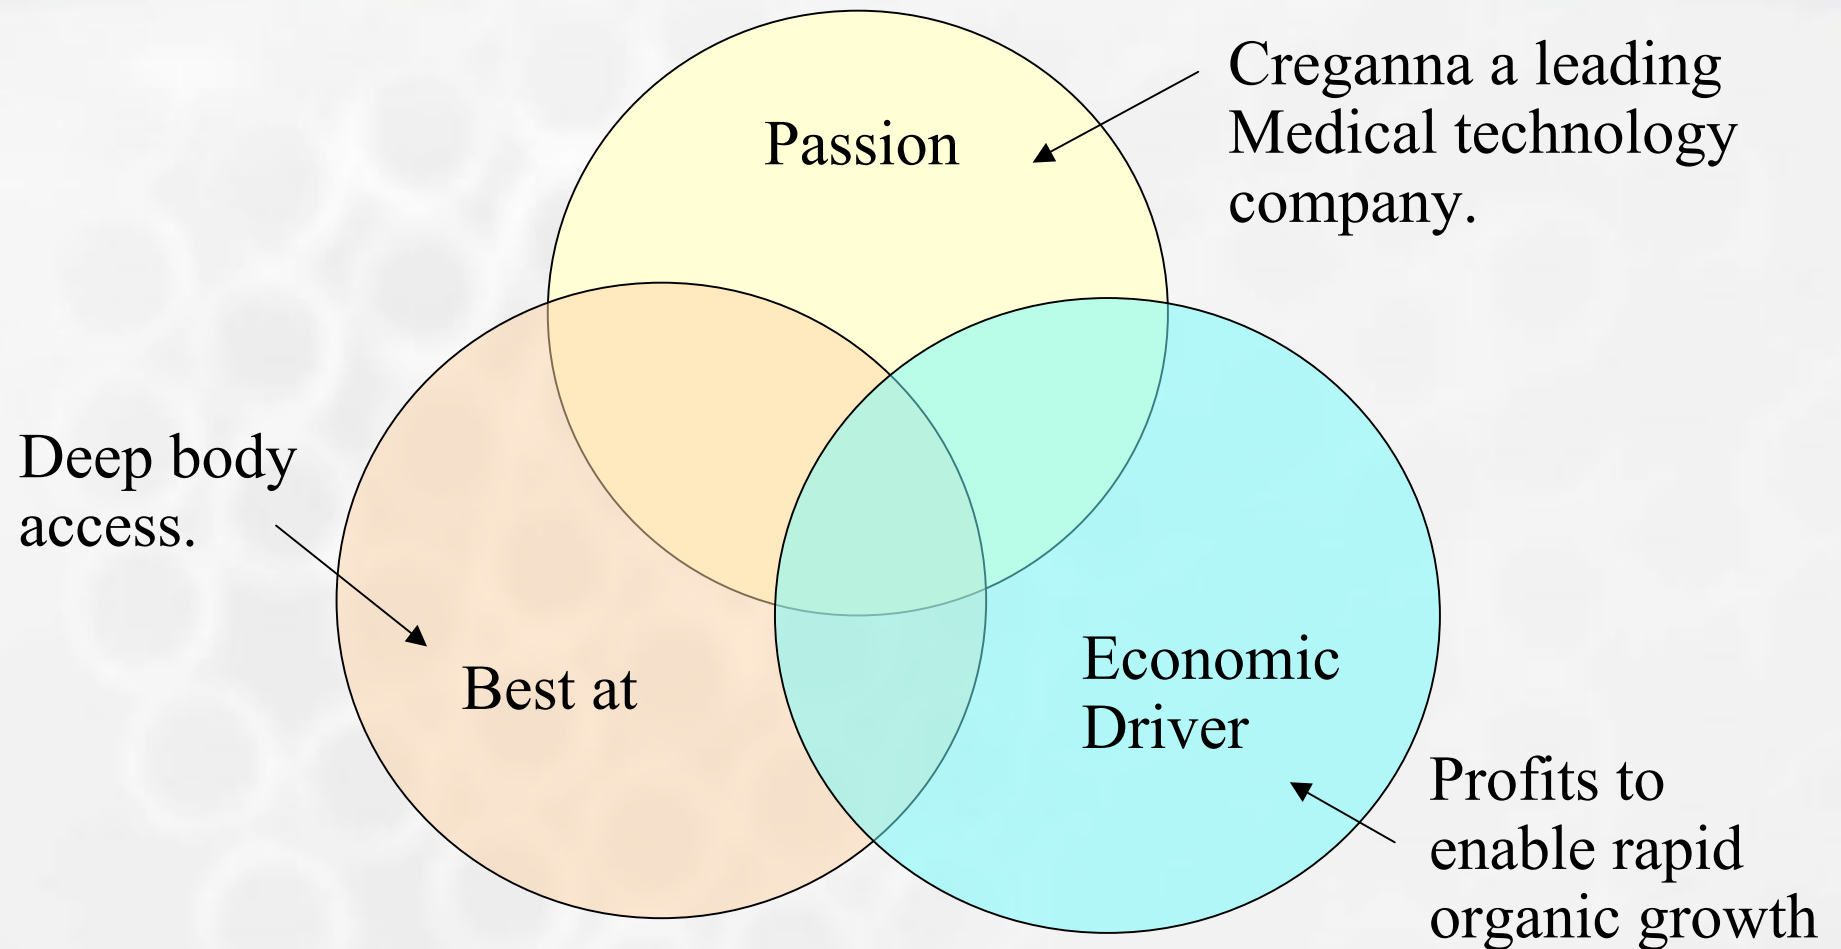 Creganna a leading
Medical technology
company.
Passion
Deep body
access.
Best at
Economic
Driver
Profits to
enable rapid
organic growth